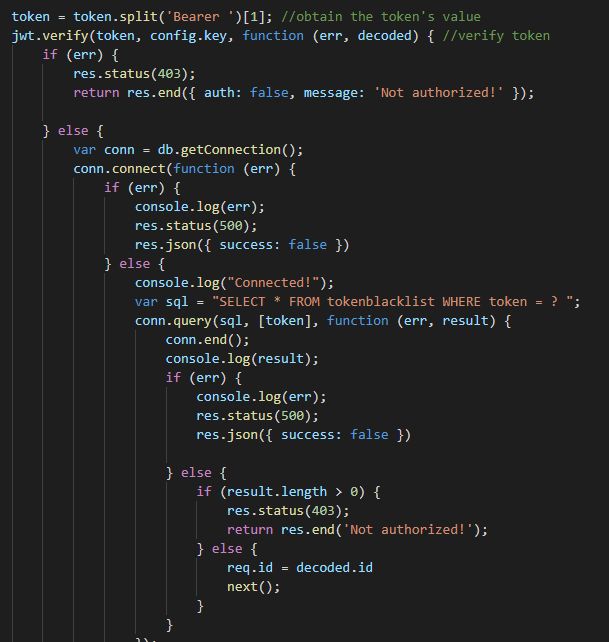 token = token.split('Bearer ')[1]; //obtain the token's value
jwt.verify(token, config.key, function (err, decoded) { //verify token
if (err) {
res.status(403);
return res.end({ auth: false, message: 'Not authorized!' });
} else {
var conn = db.getConnection();
conn.connect(function (err) {
if (err) {
console.log(err);
res.status(500);
res.json({ success: false })
} else {
console.log("Connected!");
var sql = "SELECT * FROM tokenblacklist WHERE token = ? ";
conn.query(sql, [token], function (err, result) {
conn.end();
console.log(result);
if (err) {
console.log(err);
res.status(500);
res.json({ success: false })
} else {
if (result.length > 0) {
res.status(403);
return res.end('Not authorized!');
} else {
req.id = decoded.id
next();
}
}